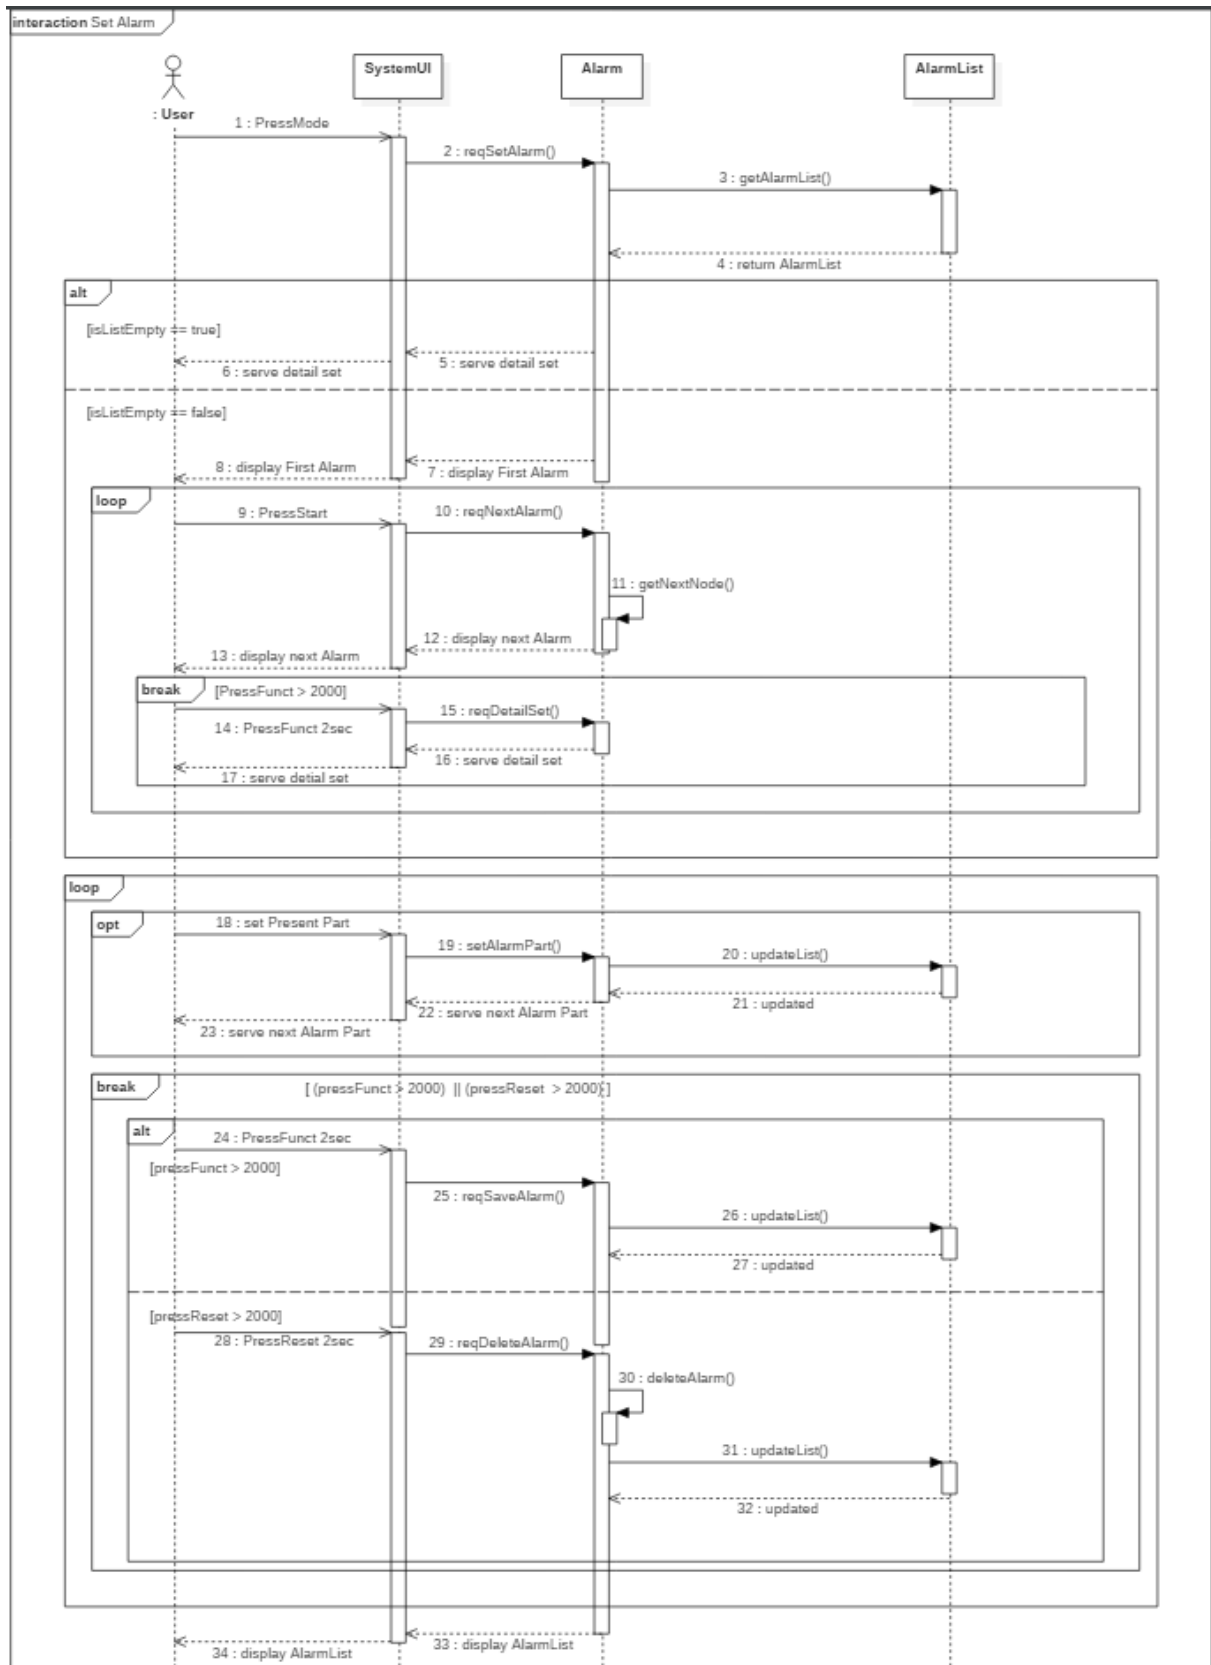 interaction Set Alarm
SystemUI
Alarm
AlarmList
: User
1 : PressMode
2 : reqSetAlarm()
3 : getAlarmList()
4 : return AlarmList
alt
[isListEmpty == true]
5 : serve detail set
6 : serve detail set
[isListEmpty == false]
8 : display First Alarm
7 : display First Alarm
loop
9 : PressStart
10 : reqNextAlarm()
11 : getNextNode()
12 : display next Alarm
13 : display next Alarm
break
[PressFunct > 2000]
15 : reqDetailSet()
14 : PressFunct 2sec
16 : serve detail set
17 : serve detial set
loop
opt
18 : set Present Part
19 : setAlarmPart()
20 : updateList()
21 : updated
22 : serve next Alarm Part
23 : serve next Alarm Part
break
[ (pressFunct > 2000) || (pressReset > 2000) ]
alt
24 : PressFunct 2sec
[pressFunct > 2000]
25 : reqSaveAlarm()
26 : updateList()
27 : updated
[pressReset > 2000]
28 : PressReset 2sec
29 : reqDeleteAlarm()
30 : deleteAlarm()
31 : updateList()
32 : updated
33 : display AlarmList
34 : display AlarmList